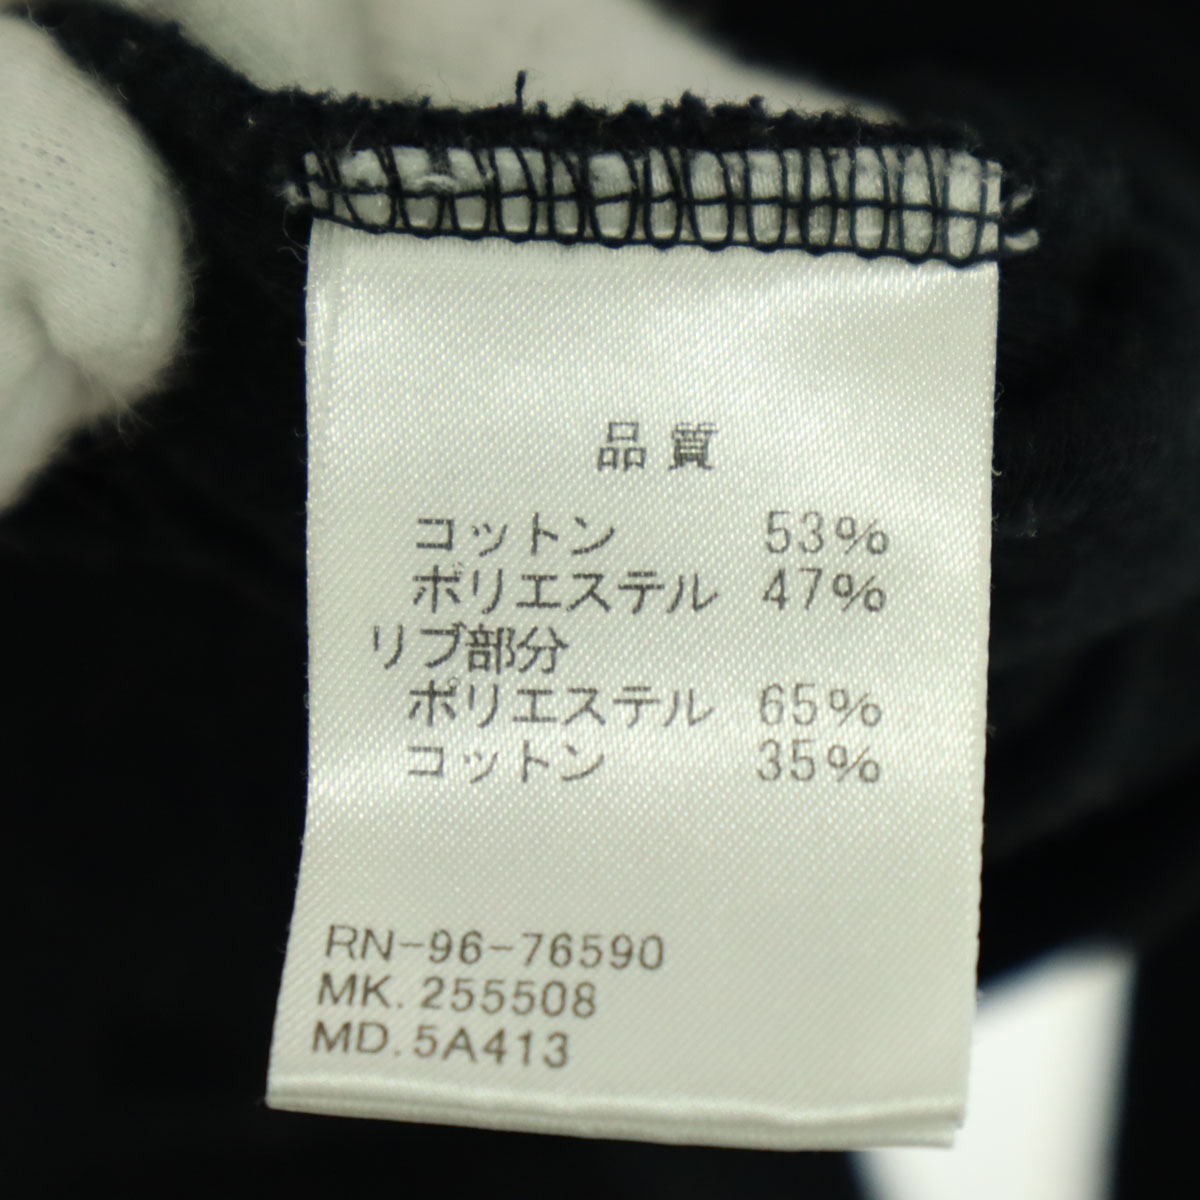 品質
コットン 53%
ポリエステル 47%
リブ部分
ポリエステル 65%
コットン 35%
RN-96-76590
MK. 255508
MD. 5A413